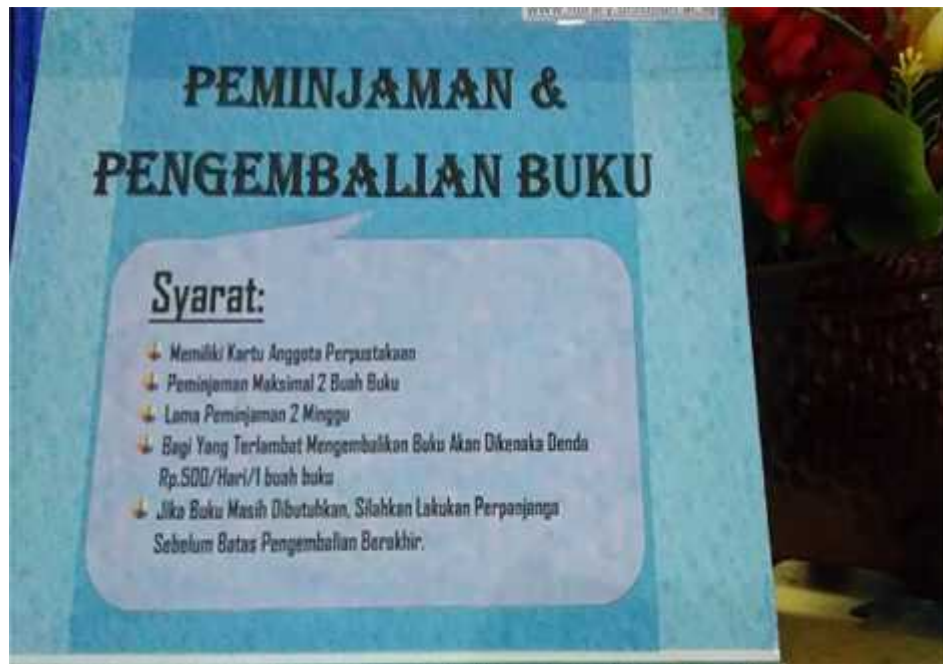 PEMINJAMAN &
PENGEMBALIAN BUKU
Syarat:
Memiliki Kartu Anggota Perpustakaan
Peminjaman Maksimal 2 Buah Buku
Lama Peminjaman 2 Minggu
Bagi Yang Terlambat Mengembalikan Buku Akan Dikenaka Denda
Rp.500/Hari/1 buah buku
Jika Buku Masih Dibutuhkan, Silahkan Lakukan Perpanjanga
Sebelum Batas Pengembalian Berakhir.